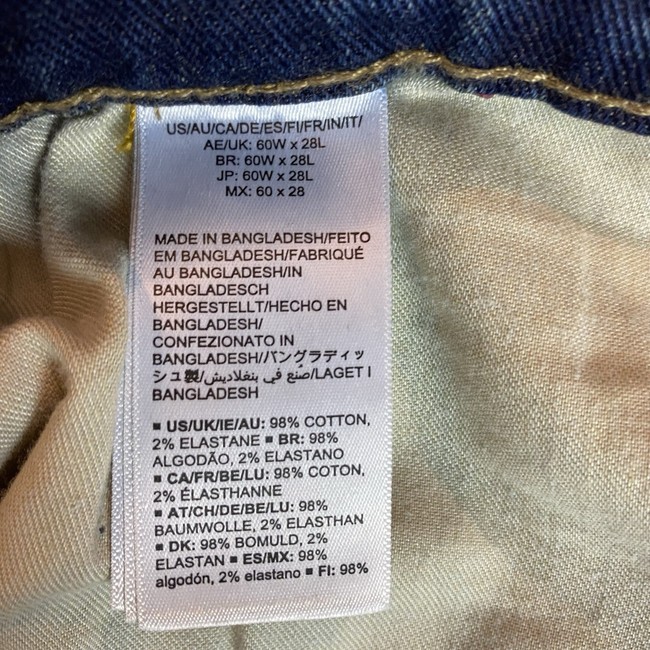 US/AU/CA/DE/ES/FI/FR/IN/IT/
AE/UK: 60W x 28L
BR: 60W x 28L
JP: 60W x 28L
MX: 60 x 28
MADE IN BANGLADESH/FEITO
EM BANGLADESH/FABRIQUÉ
AU BANGLADESH/IN
BANGLADESCH
HERGESTELLT/HECHO EN
BANGLADESH/
CONFEZIONATO IN
BANGLADESH/バングラディッ
シュ製/صُنع في بنغلاديش/LAGET I
BANGLADESH
▪ US/UK/IE/AU: 98% COTTON,
2% ELASTANE ▪ BR: 98%
ALGODÃO, 2% ELASTANO
▪ CA/FR/BE/LU: 98% COTON,
2% ÉLASTHANNE
▪ AT/CH/DE/BE/LU: 98%
BAUMWOLLE, 2% ELASTHAN
▪ DK: 98% BOMULD, 2%
ELASTAN ▪ ES/MX: 98%
algodón, 2% elastano ▪ FI: 98%